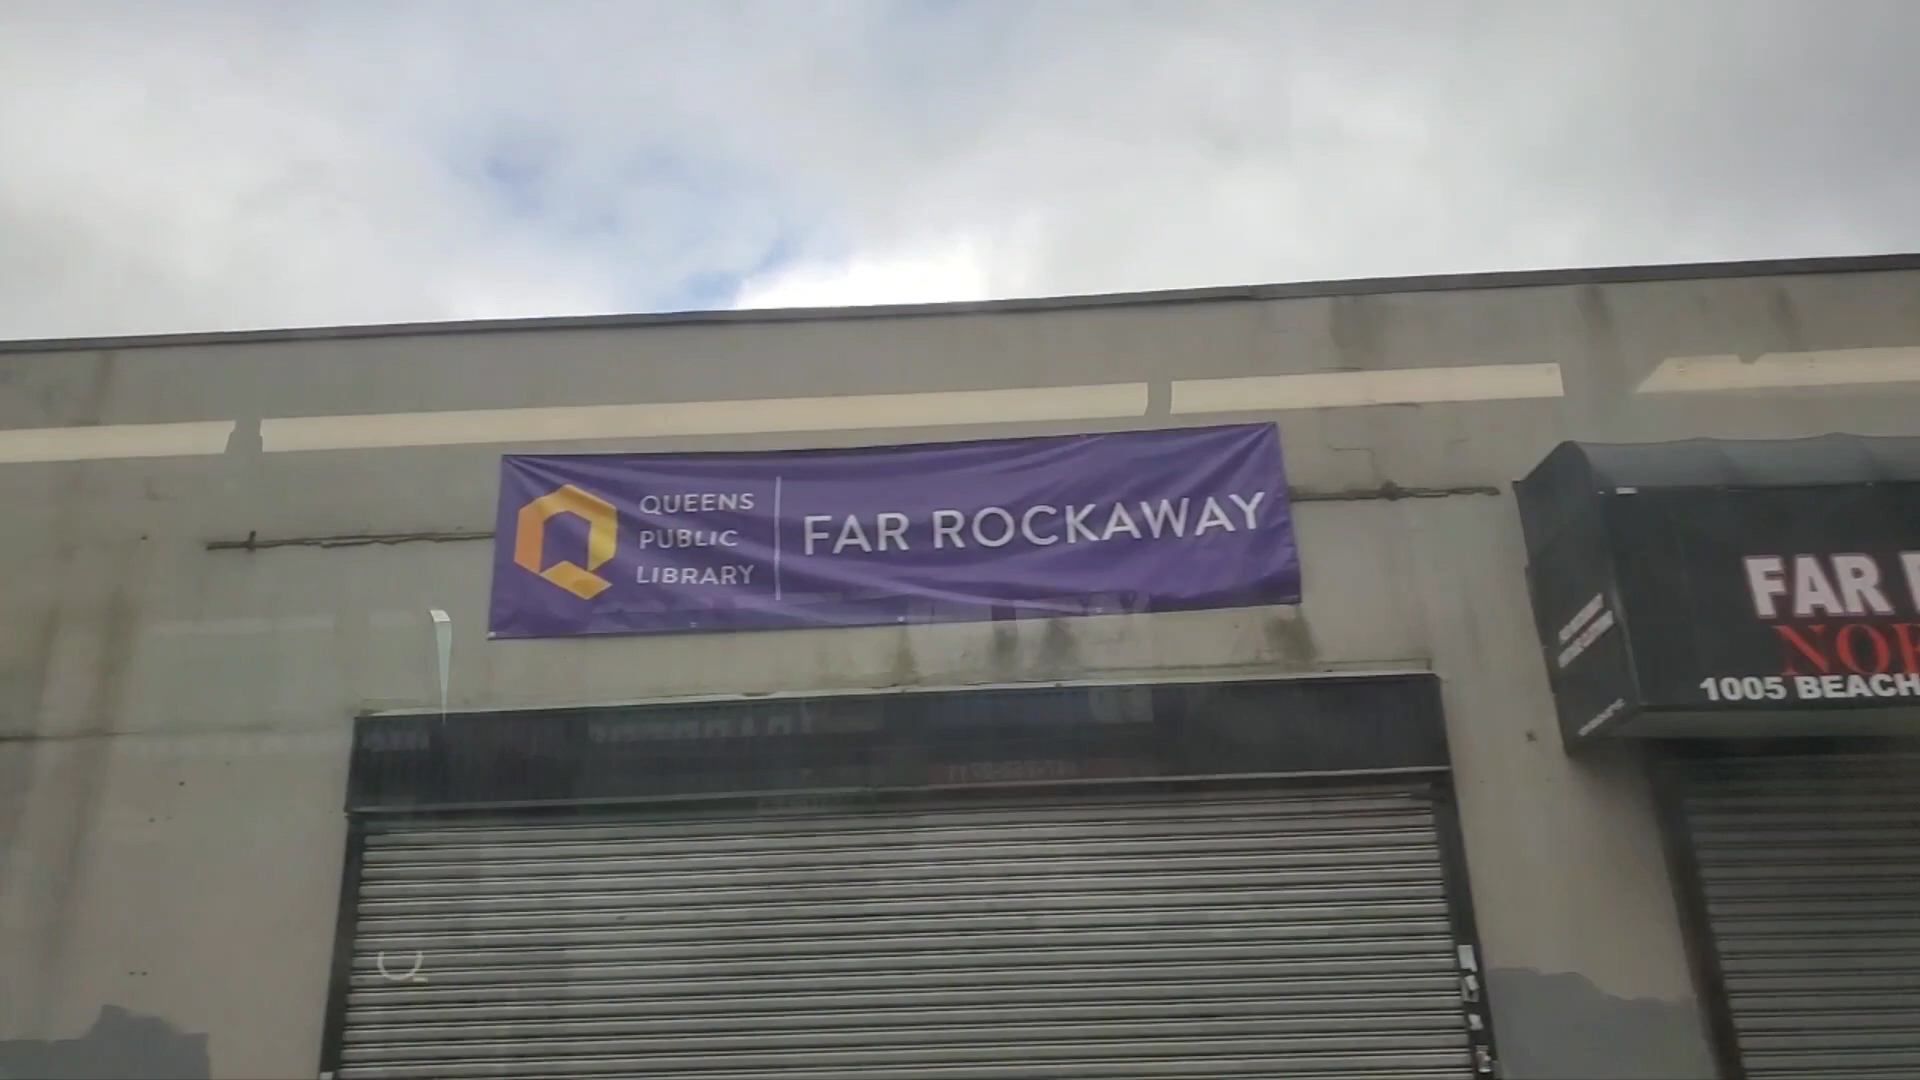 QUEENS
PUBLIC
LIBRARY
FAR ROCKAWAY
FAR
1005 BEACH